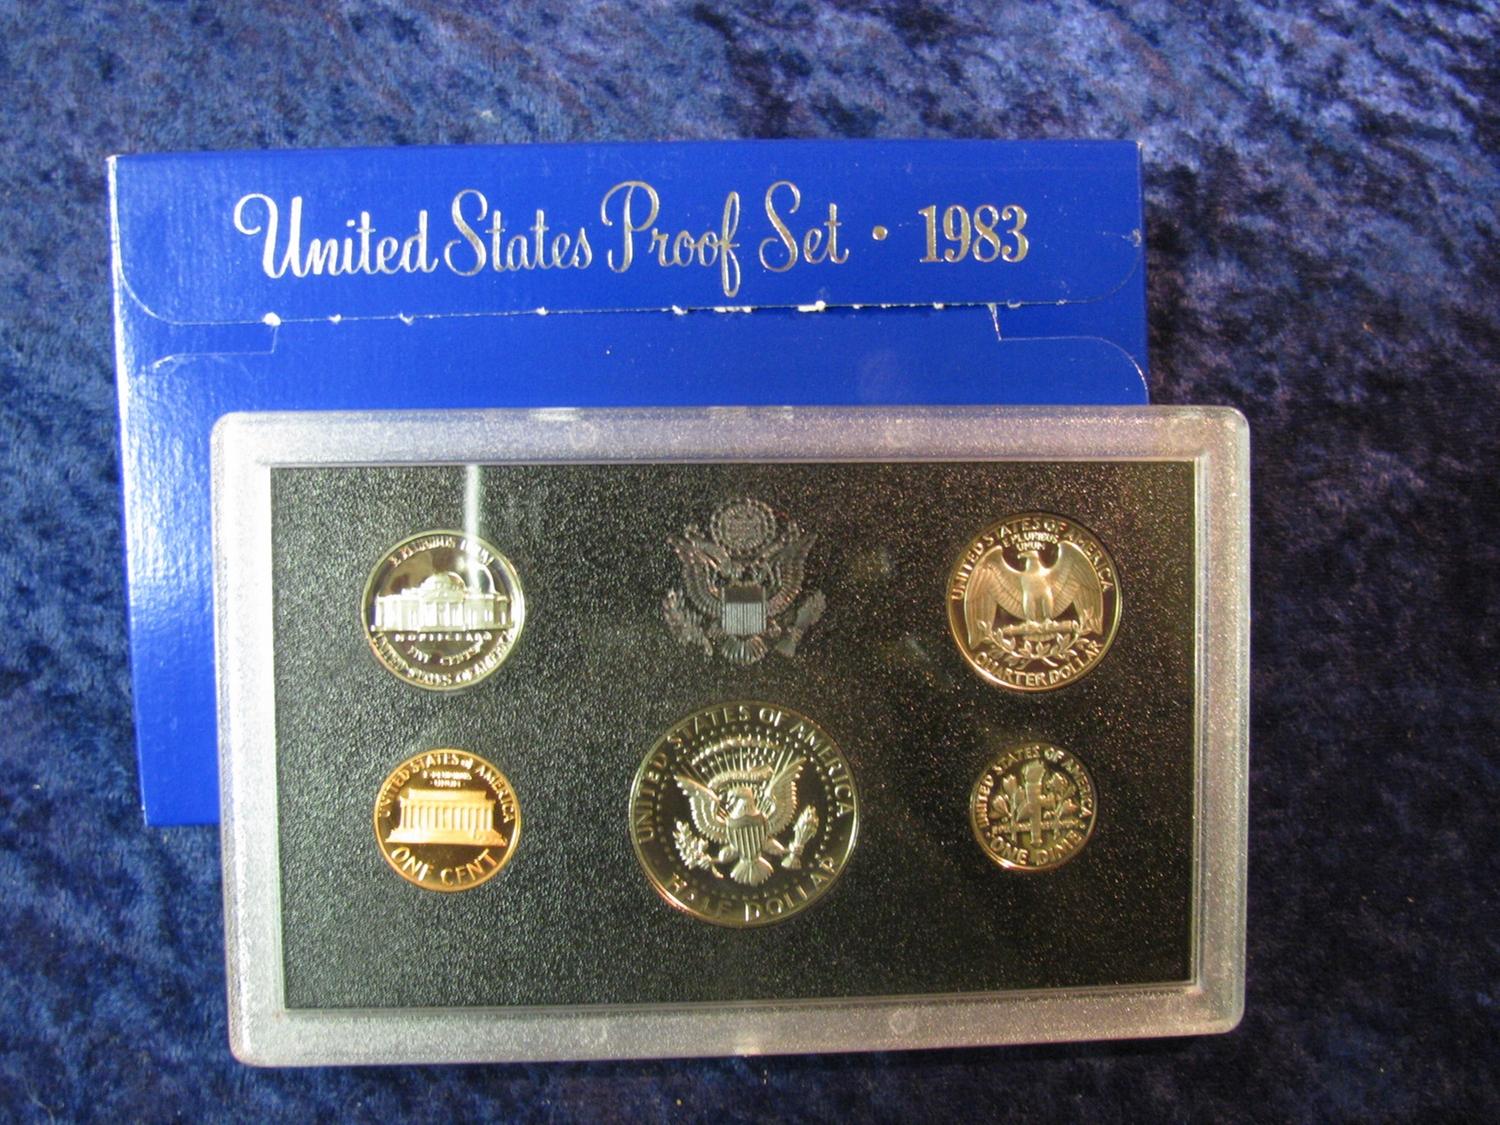 United States Proof Set · 1983
E PLURIBUS UNUM
MONTICELLO
FIVE CENTS
UNITED STATES OF AMERICA
UNITED STATES OF AMERICA
E PLURIBUS
UNUM
QUARTER DOLLAR
UNITED STATES of AMERICA
E PLURIBUS
UNUM
ONE CENT
UNITED STATES OF AMERICA
HALF DOLLAR
UNITED STATES OF AMERICA
ONE DIME